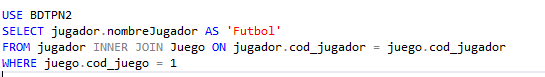 USE BDTPN2
SELECT jugador.nombreJugador AS 'Futbol'
FROM jugador INNER JOIN Juego ON jugador.cod_jugador = juego.cod_jugador
WHERE juego.cod_juego = 1